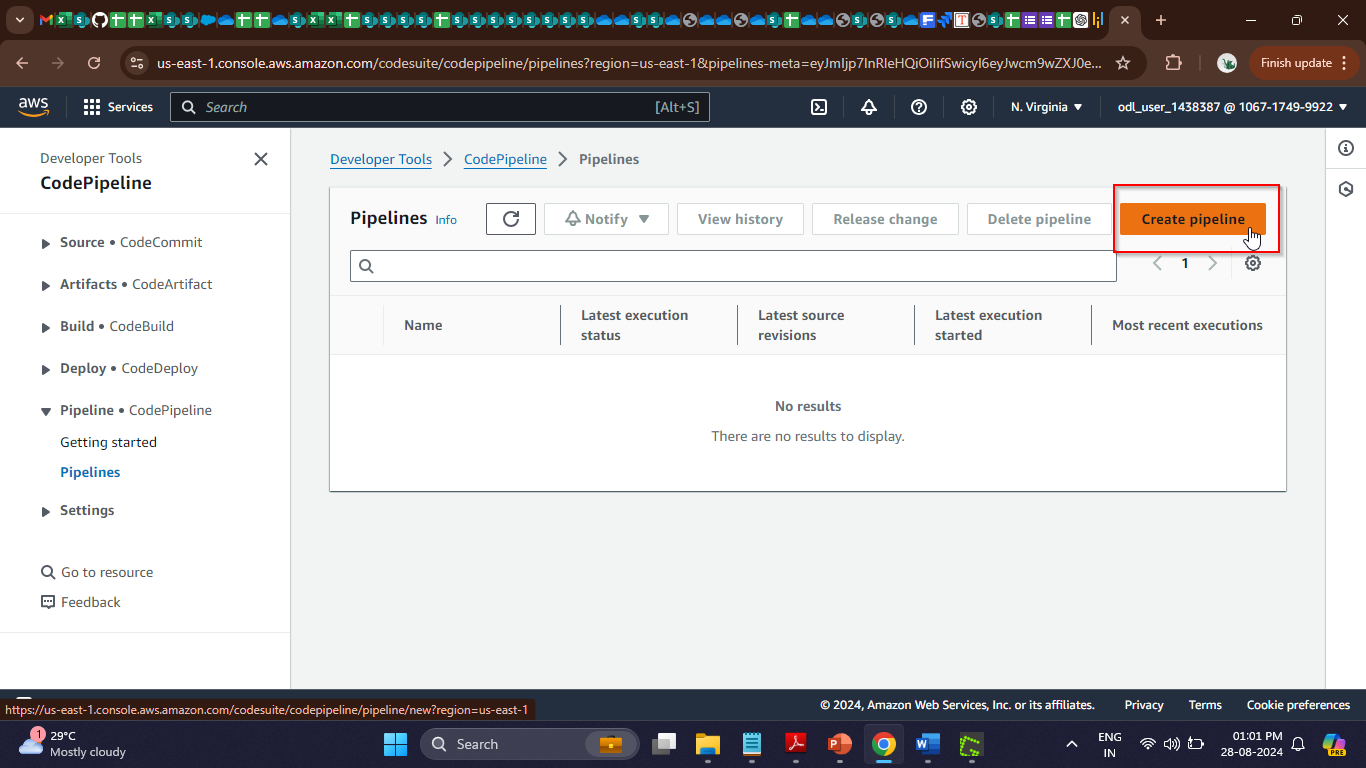 us-east-1.console.aws.amazon.com/codesuite/codepipeline/pipelines?region=us-east-1&pipelines-meta=eyJmIjp7InRleHQiOiIifSwicyI6eyJwcm9wZXJ0e...
Finish update
aws
Services
Search
[Alt+S]
N. Virginia
odl_user_1438387 @ 1067-1749-9922
Developer Tools
CodePipeline
Source • CodeCommit
Artifacts • CodeArtifact
Build • CodeBuild
Deploy • CodeDeploy
Pipeline • CodePipeline
Getting started
Pipelines
Settings
Go to resource
Feedback
Developer Tools
CodePipeline
Pipelines
Pipelines Info
Notify
View history
Release change
Delete pipeline
Create pipeline
1
Name
Latest execution
status
Latest source
revisions
Latest execution
started
Most recent executions
No results
There are no results to display.
https://us-east-1.console.aws.amazon.com/codesuite/codepipeline/pipeline/new?region=us-east-1
© 2024, Amazon Web Services, Inc. or its affiliates.
Privacy
Terms
Cookie preferences
1
29°C
Mostly cloudy
Search
ENG
IN
01:01 PM
28-08-2024
PRE